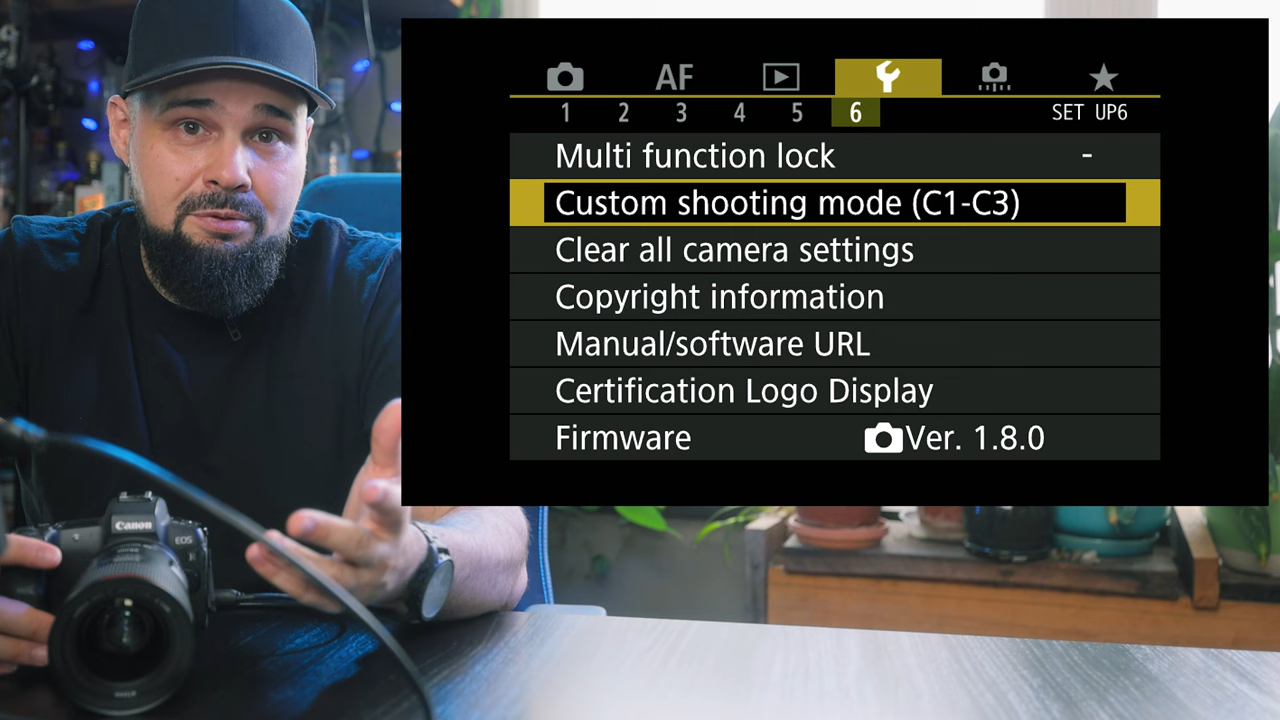 AF
1 2 3 4 5 6 SET UP6
Multi function lock -
Custom shooting mode (C1-C3)
Clear all camera settings
Copyright information
Manual/software URL
Certification Logo Display
Firmware Ver. 1.8.0
Canon
EOS
R